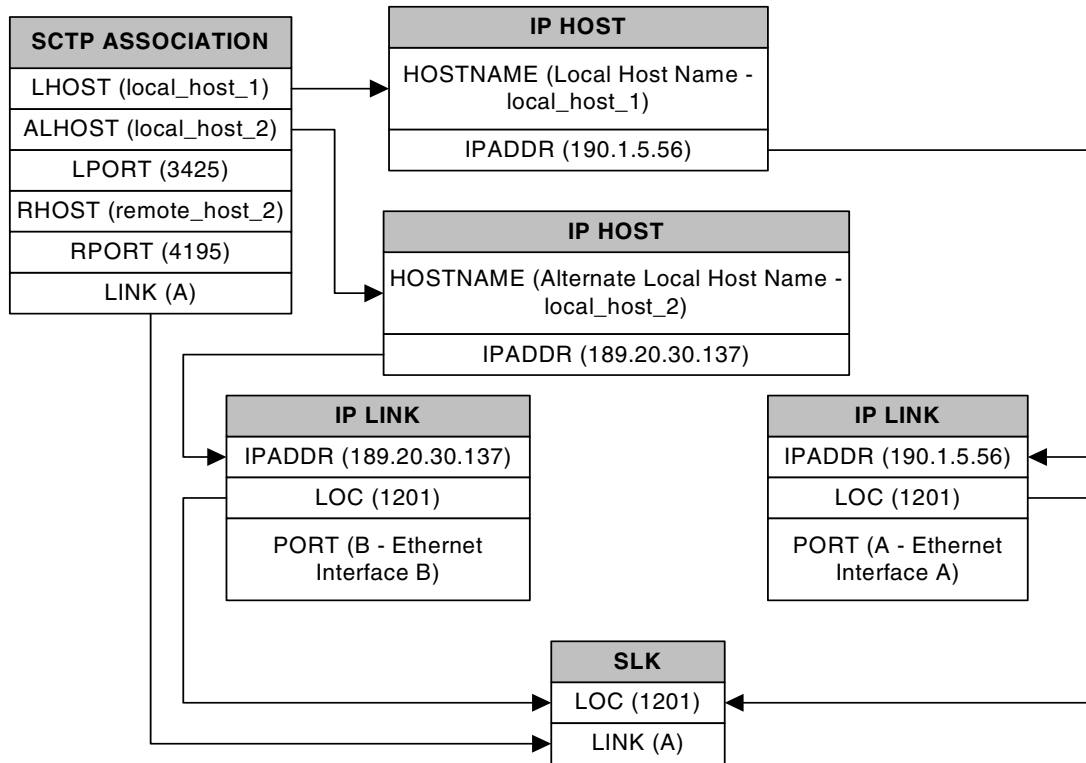 SCTP ASSOCIATION
LHOST (local_host_1)
ALHOST (local_host_2)
LPORT (3425)
RHOST (remote_host_2)
RPORT (4195)
LINK (A)
IP HOST
HOSTNAME (Local Host Name -
local_host_1)
IPADDR (190.1.5.56)
IP HOST
HOSTNAME (Alternate Local Host Name -
local_host_2)
IPADDR (189.20.30.137)
IP LINK
IPADDR (189.20.30.137)
LOC (1201)
PORT (B - Ethernet
Interface B)
IP LINK
IPADDR (190.1.5.56)
LOC (1201)
PORT (A - Ethernet
Interface A)
SLK
LOC (1201)
LINK (A)